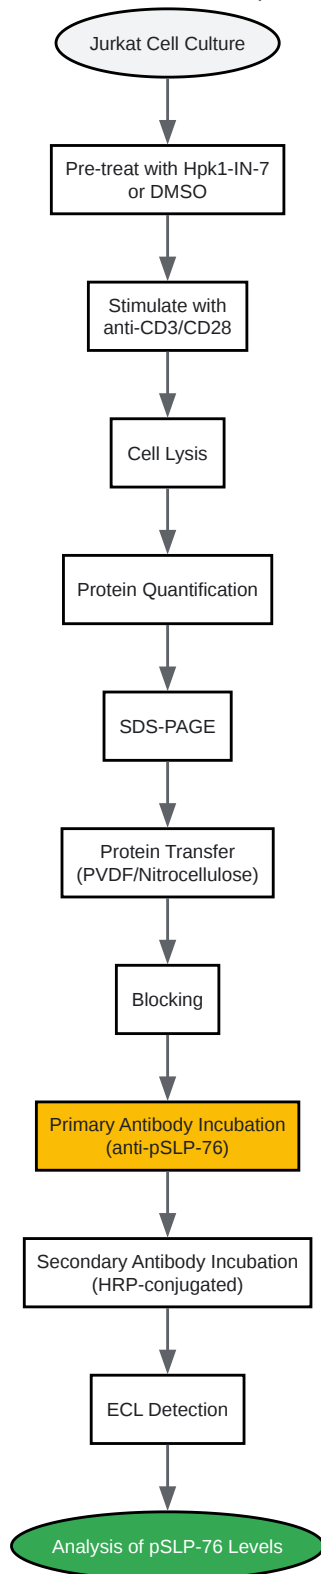 Jurkat Cell Culture
Pre-treat with Hpk1-IN-7
or DMSO
Stimulate with
anti-CD3/CD28
Cell Lysis
Protein Quantification
SDS-PAGE
Protein Transfer
(PVDF/Nitrocellulose)
Blocking
Primary Antibody Incubation
(anti-pSLP-76)
Secondary Antibody Incubation
(HRP-conjugated)
ECL Detection
Analysis of pSLP-76 Levels